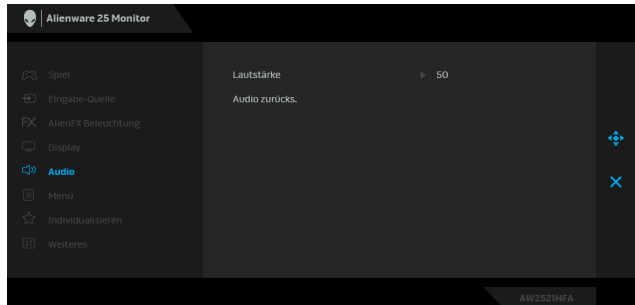 Alienware 25 Monitor
Spiel
Eingabe-Quelle
AlienFX Beleuchtung
Display
Audio
Menü
Individualisieren
Weiteres
Lautstärke 50
Audio zurücks.
AW2521HFA